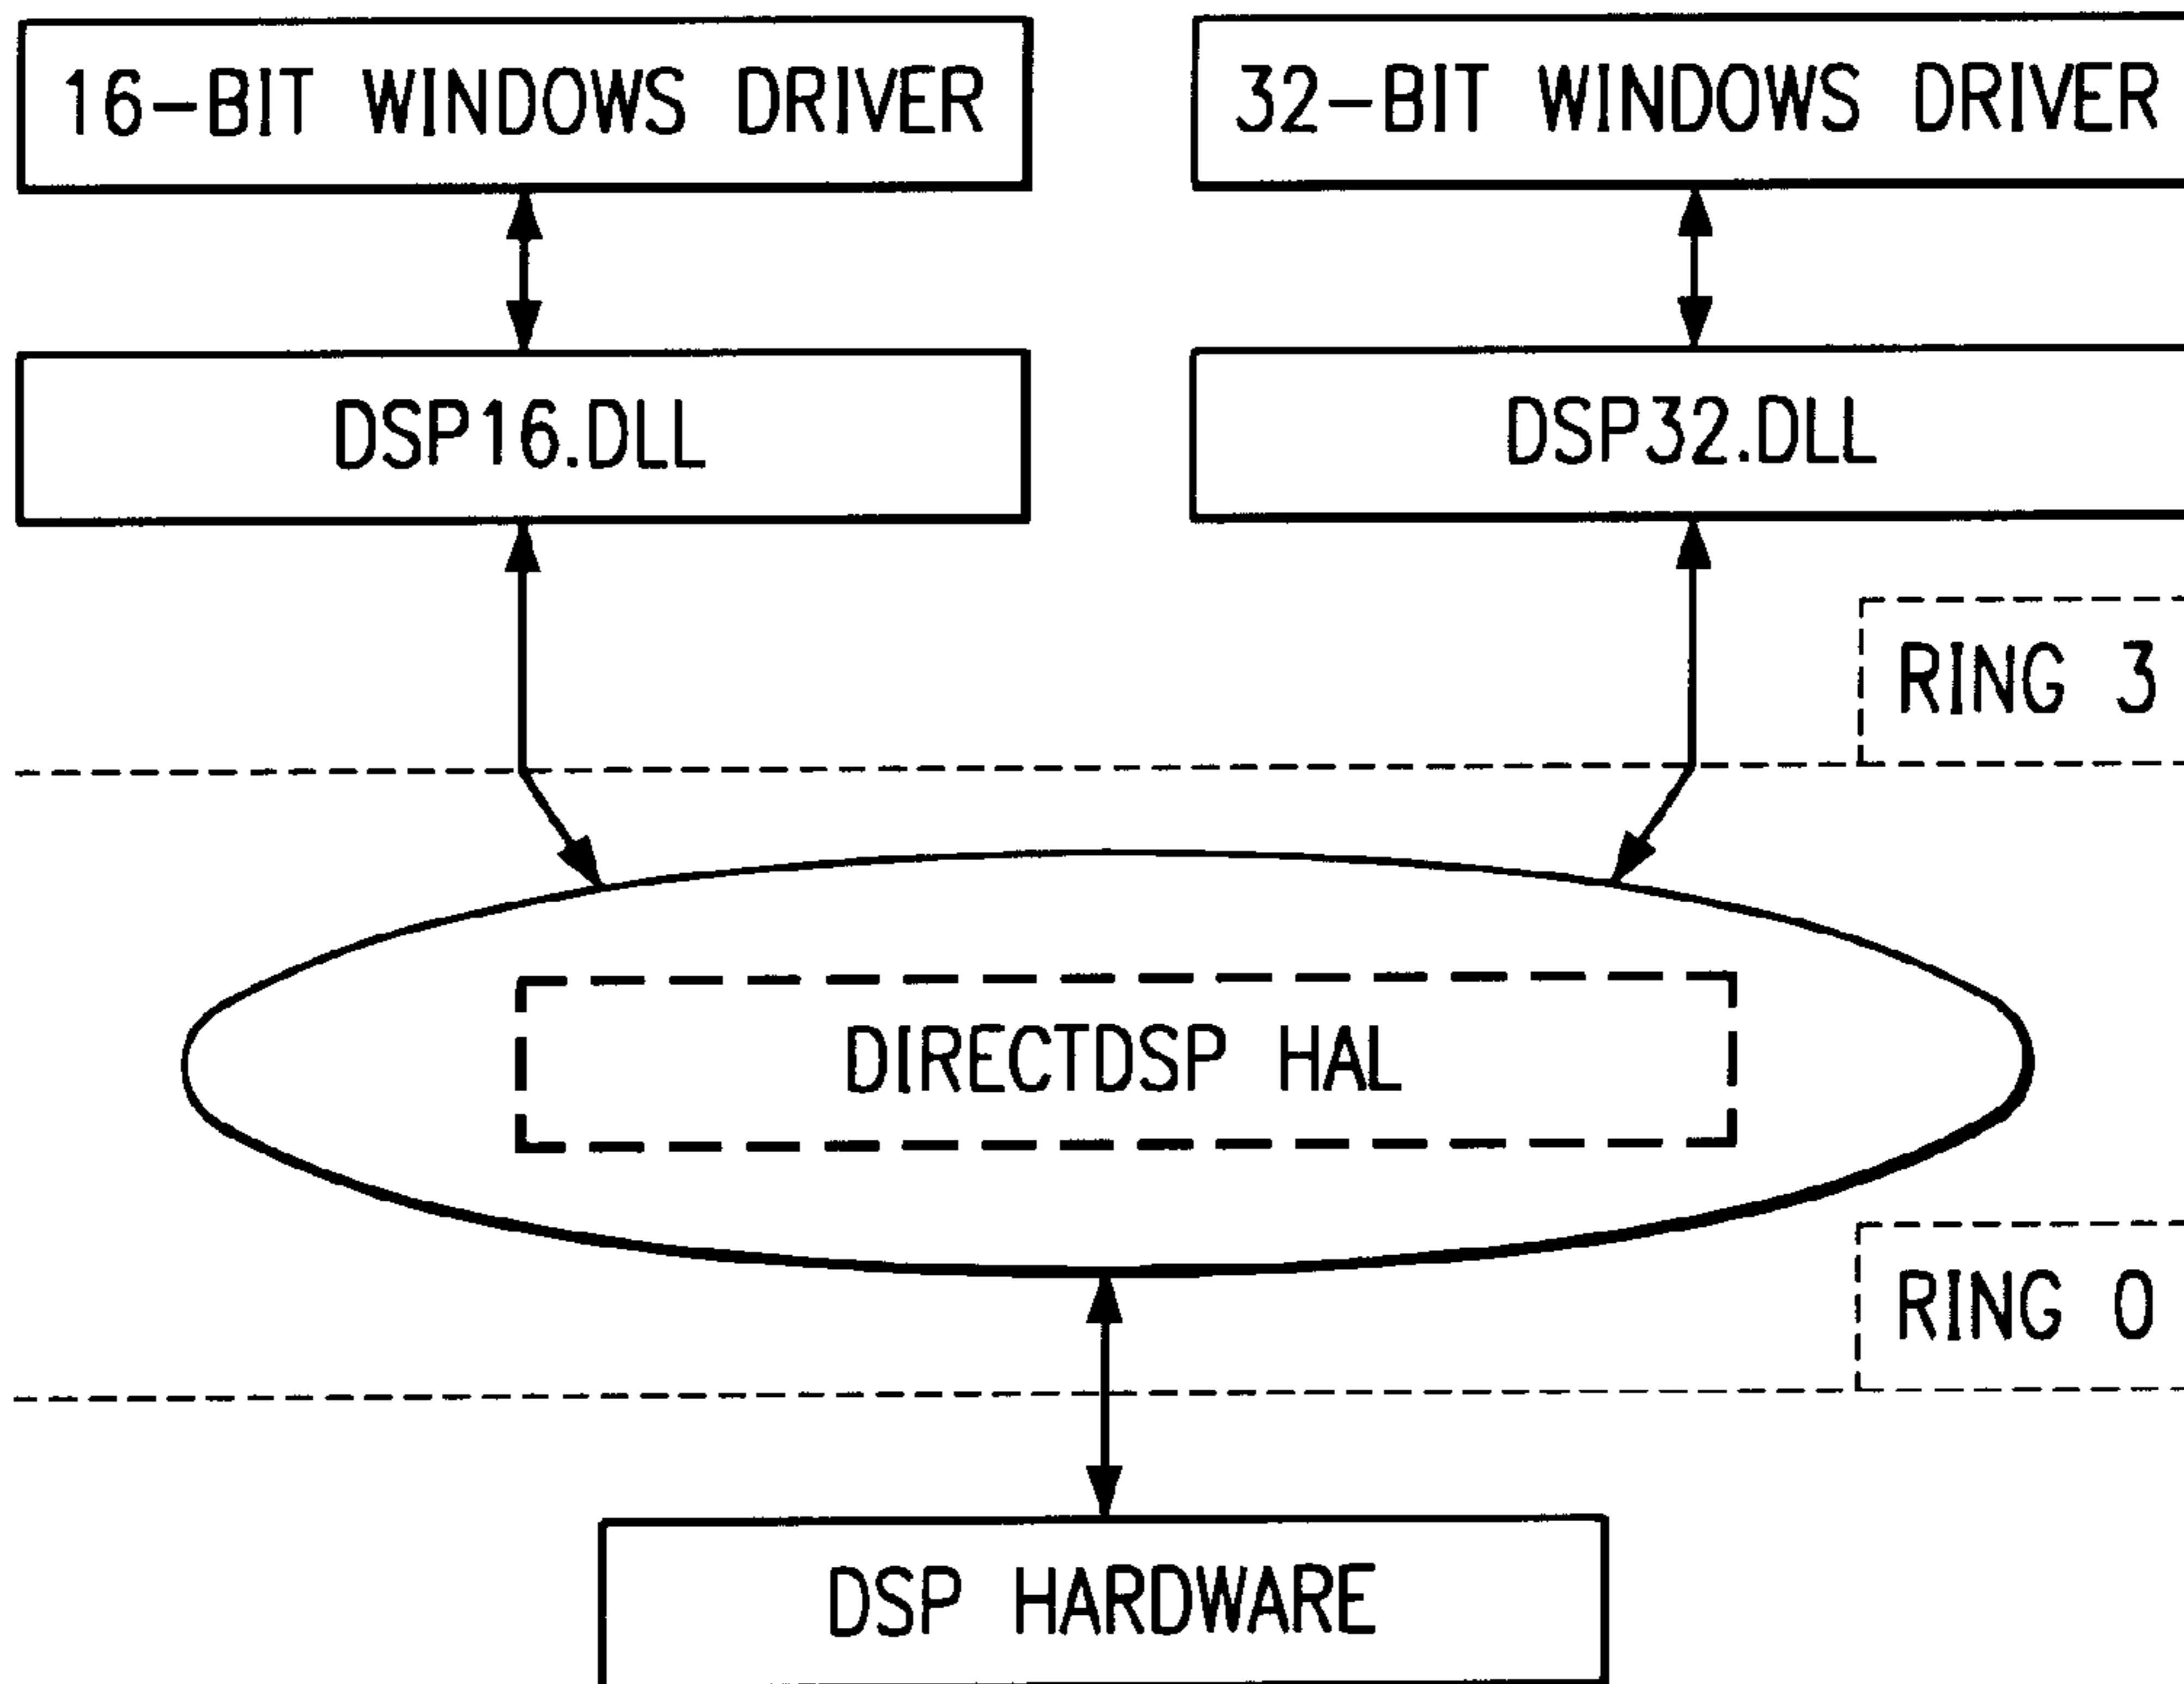 16-BIT WINDOWS DRIVER
32-BIT WINDOWS DRIVER
DSP16.DLL
DSP32.DLL
RING 3
DIRECTDSP HAL
RING 0
DSP HARDWARE